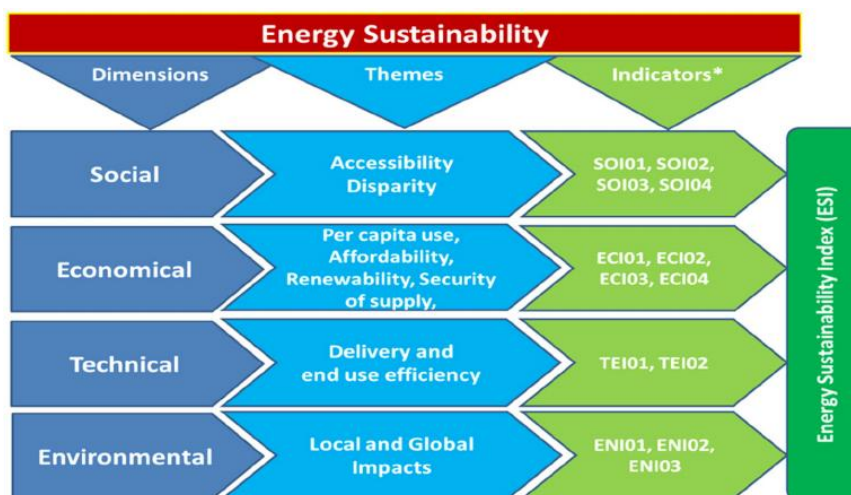 Energy Sustainability
Dimensions
Themes
Indicators*
Social
Accessibility
Disparity
SOI01, SOI02,
SOI03, SOI04
Economical
Per capita use,
Affordability,
Renewability, Security
of supply,
ECI01, ECI02,
ECI03, ECI04
Technical
Delivery and
end use efficiency
TEI01, TEI02
Environmental
Local and Global
Impacts
ENI01, ENI02,
ENI03
Energy Sustainability Index (ESI)